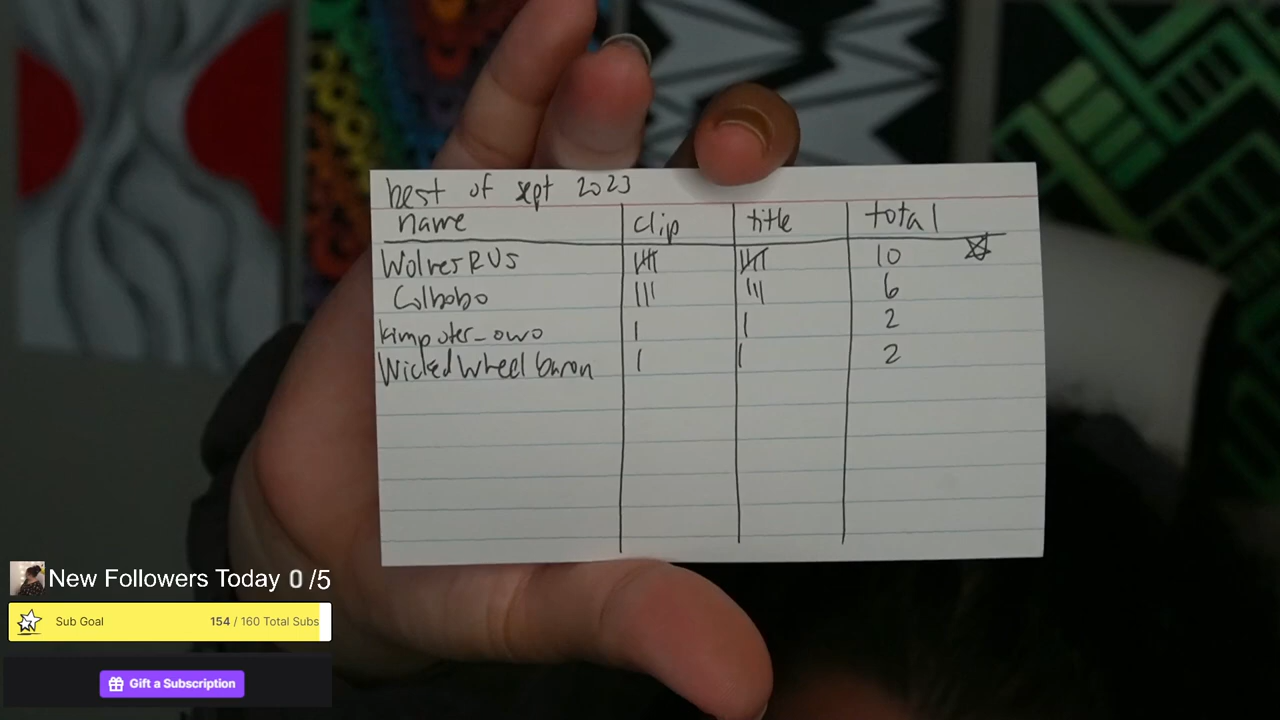 best of sept 2023
name clip title total
WolvesRUs 𝍸 𝍸 10 ☆
Colbobo ||| ||| 6
kimputer_owo | | 2
Wickedwheelbaron | | 2
New Followers Today 0 /5
Sub Goal 154 / 160 Total Subs
Gift a Subscription